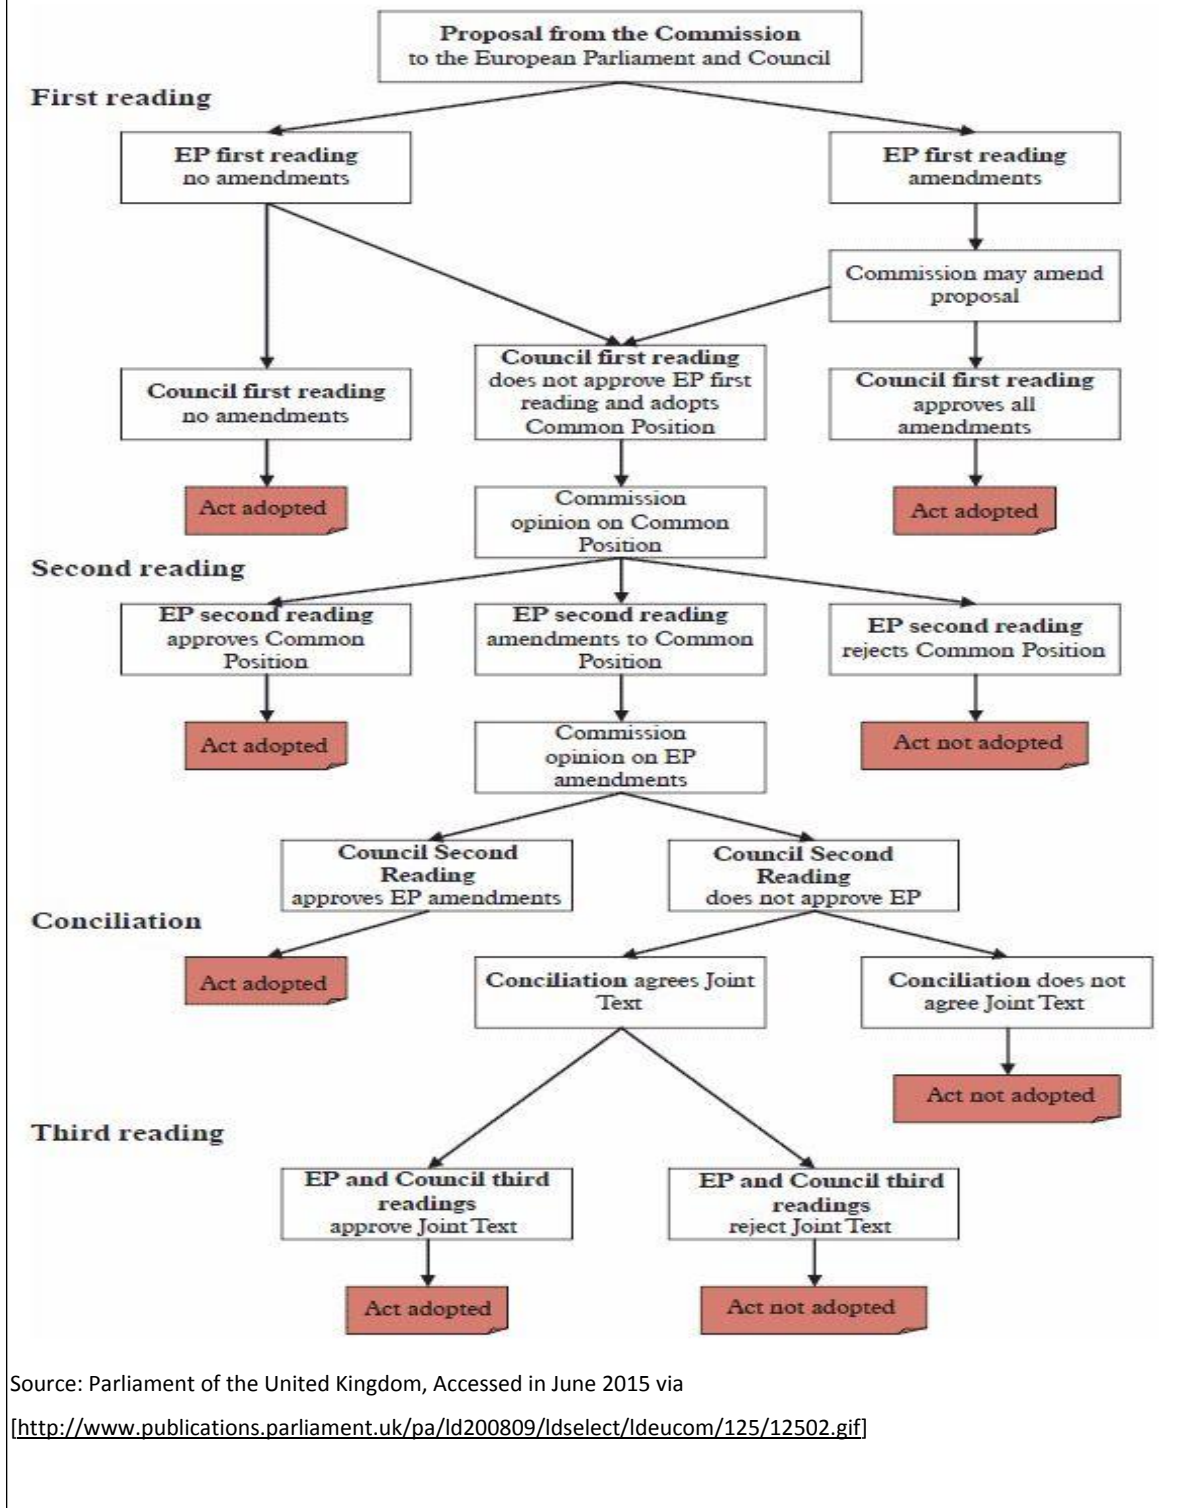 Proposal from the Commission
to the European Parliament and Council
First reading
EP first reading
no amendments
EP first reading
amendments
Commission may amend
proposal
Council first reading
no amendments
Council first reading
does not approve EP first
reading and adopts
Common Position
Council first reading
approves all
amendments
Act adopted
Commission
opinion on Common
Position
Act adopted
Second reading
EP second reading
approves Common
Position
EP second reading
amendments to Common
Position
EP second reading
rejects Common Position
Act adopted
Commission
opinion on EP
amendments
Act not adopted
Council Second
Reading
approves EP amendments
Council Second
Reading
does not approve EP
Conciliation
Act adopted
Conciliation agrees Joint
Text
Conciliation does not
agree Joint Text
Act not adopted
Third reading
EP and Council third
readings
approve Joint Text
EP and Council third
readings
reject Joint Text
Act adopted
Act not adopted
Source: Parliament of the United Kingdom, Accessed in June 2015 via
[http://www.publications.parliament.uk/pa/ld200809/ldselect/ldeucom/125/12502.gif]